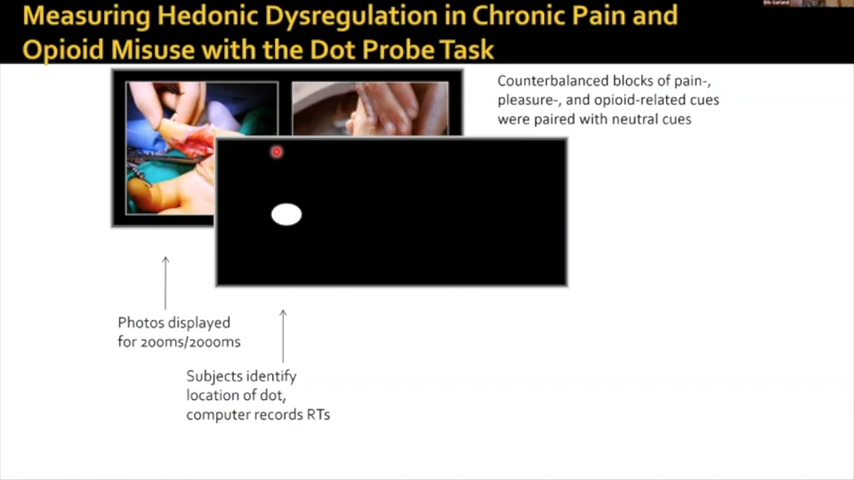 Measuring Hedonic Dysregulation in Chronic Pain and
Opioid Misuse with the Dot Probe Task
Counterbalanced blocks of pain-,
pleasure-, and opioid-related cues
were paired with neutral cues
Photos displayed
for 200ms/2000ms
Subjects identify
location of dot,
computer records RTs